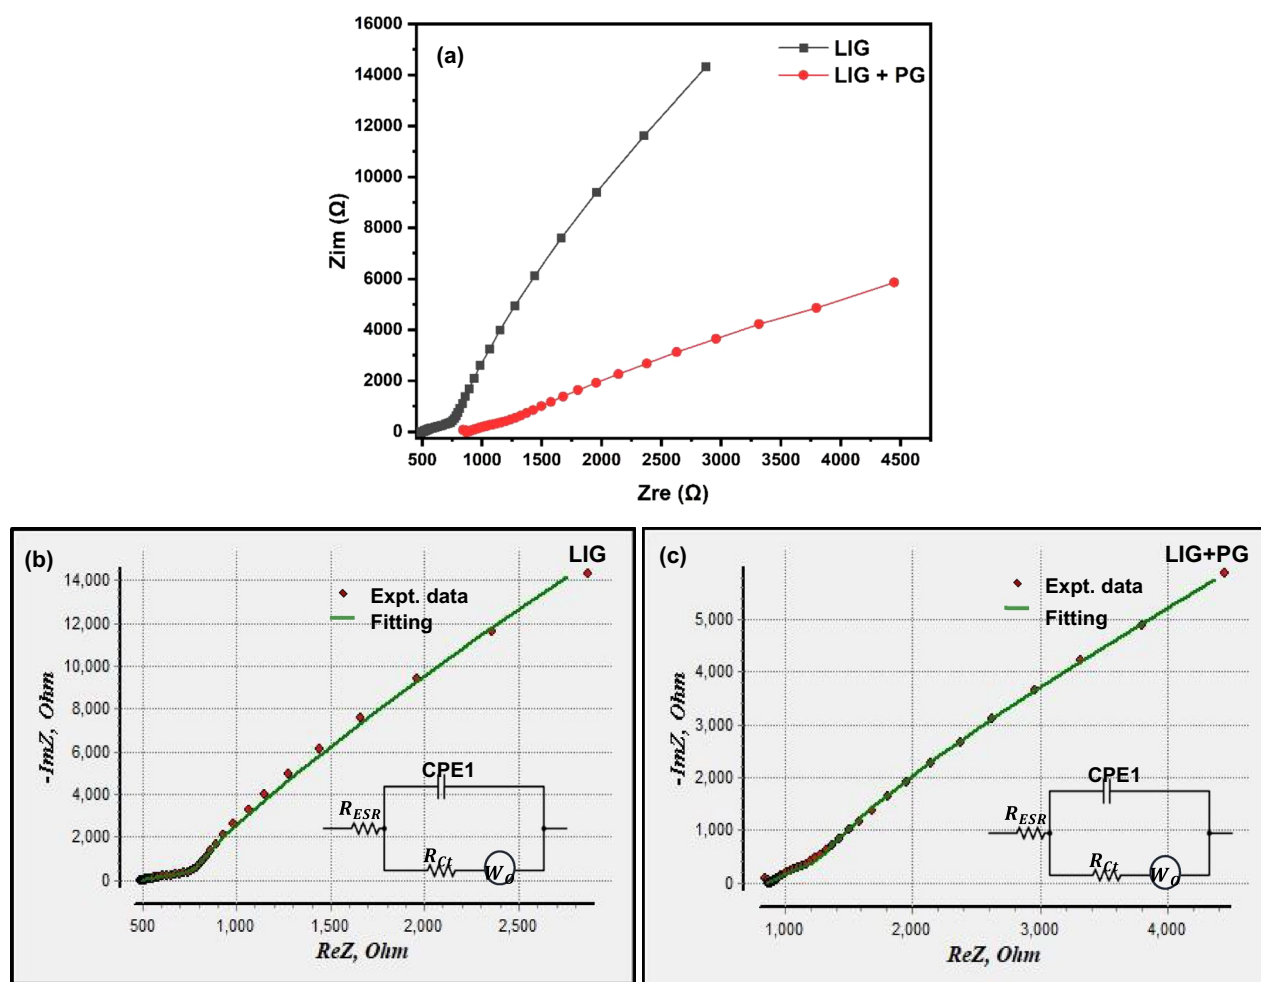 (a)
LIG
LIG + PG
16000
14000
12000
10000
8000
6000
4000
2000
0
Zim (Ω)
500 1000 1500 2000 2500 3000 3500 4000 4500
Zre (Ω)
(b)
LIG
Expt. data
Fitting
14,000
12,000
10,000
8,000
6,000
4,000
2,000
0
-ImZ, Ohm
CPE1
R_ESR
R_Ct
W_O
500 1,000 1,500 2,000 2,500
ReZ, Ohm
(c)
LIG+PG
Expt. data
Fitting
5,000
4,000
3,000
2,000
1,000
0
-ImZ, Ohm
CPE1
R_ESR
R_Ct
W_O
1,000 2,000 3,000 4,000
ReZ, Ohm